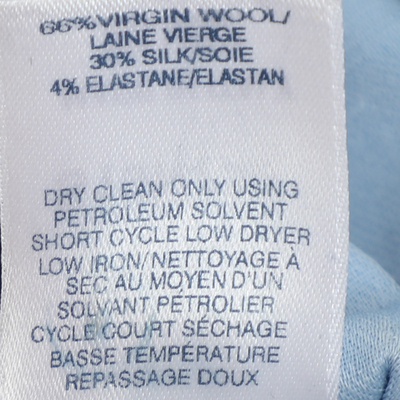 66% VIRGIN WOOL/
LAINE VIERGE
30% SILK/SOIE
4% ELASTANE/ELASTAN
DRY CLEAN ONLY USING
PETROLEUM SOLVENT
SHORT CYCLE LOW DRYER
LOW IRON/NETTOYAGE À
SEC AU MOYEN D'UN
SOLVANT PÉTROLIER
CYCLE COURT SÉCHAGE
BASSE TEMPÉRATURE
REPASSAGE DOUX